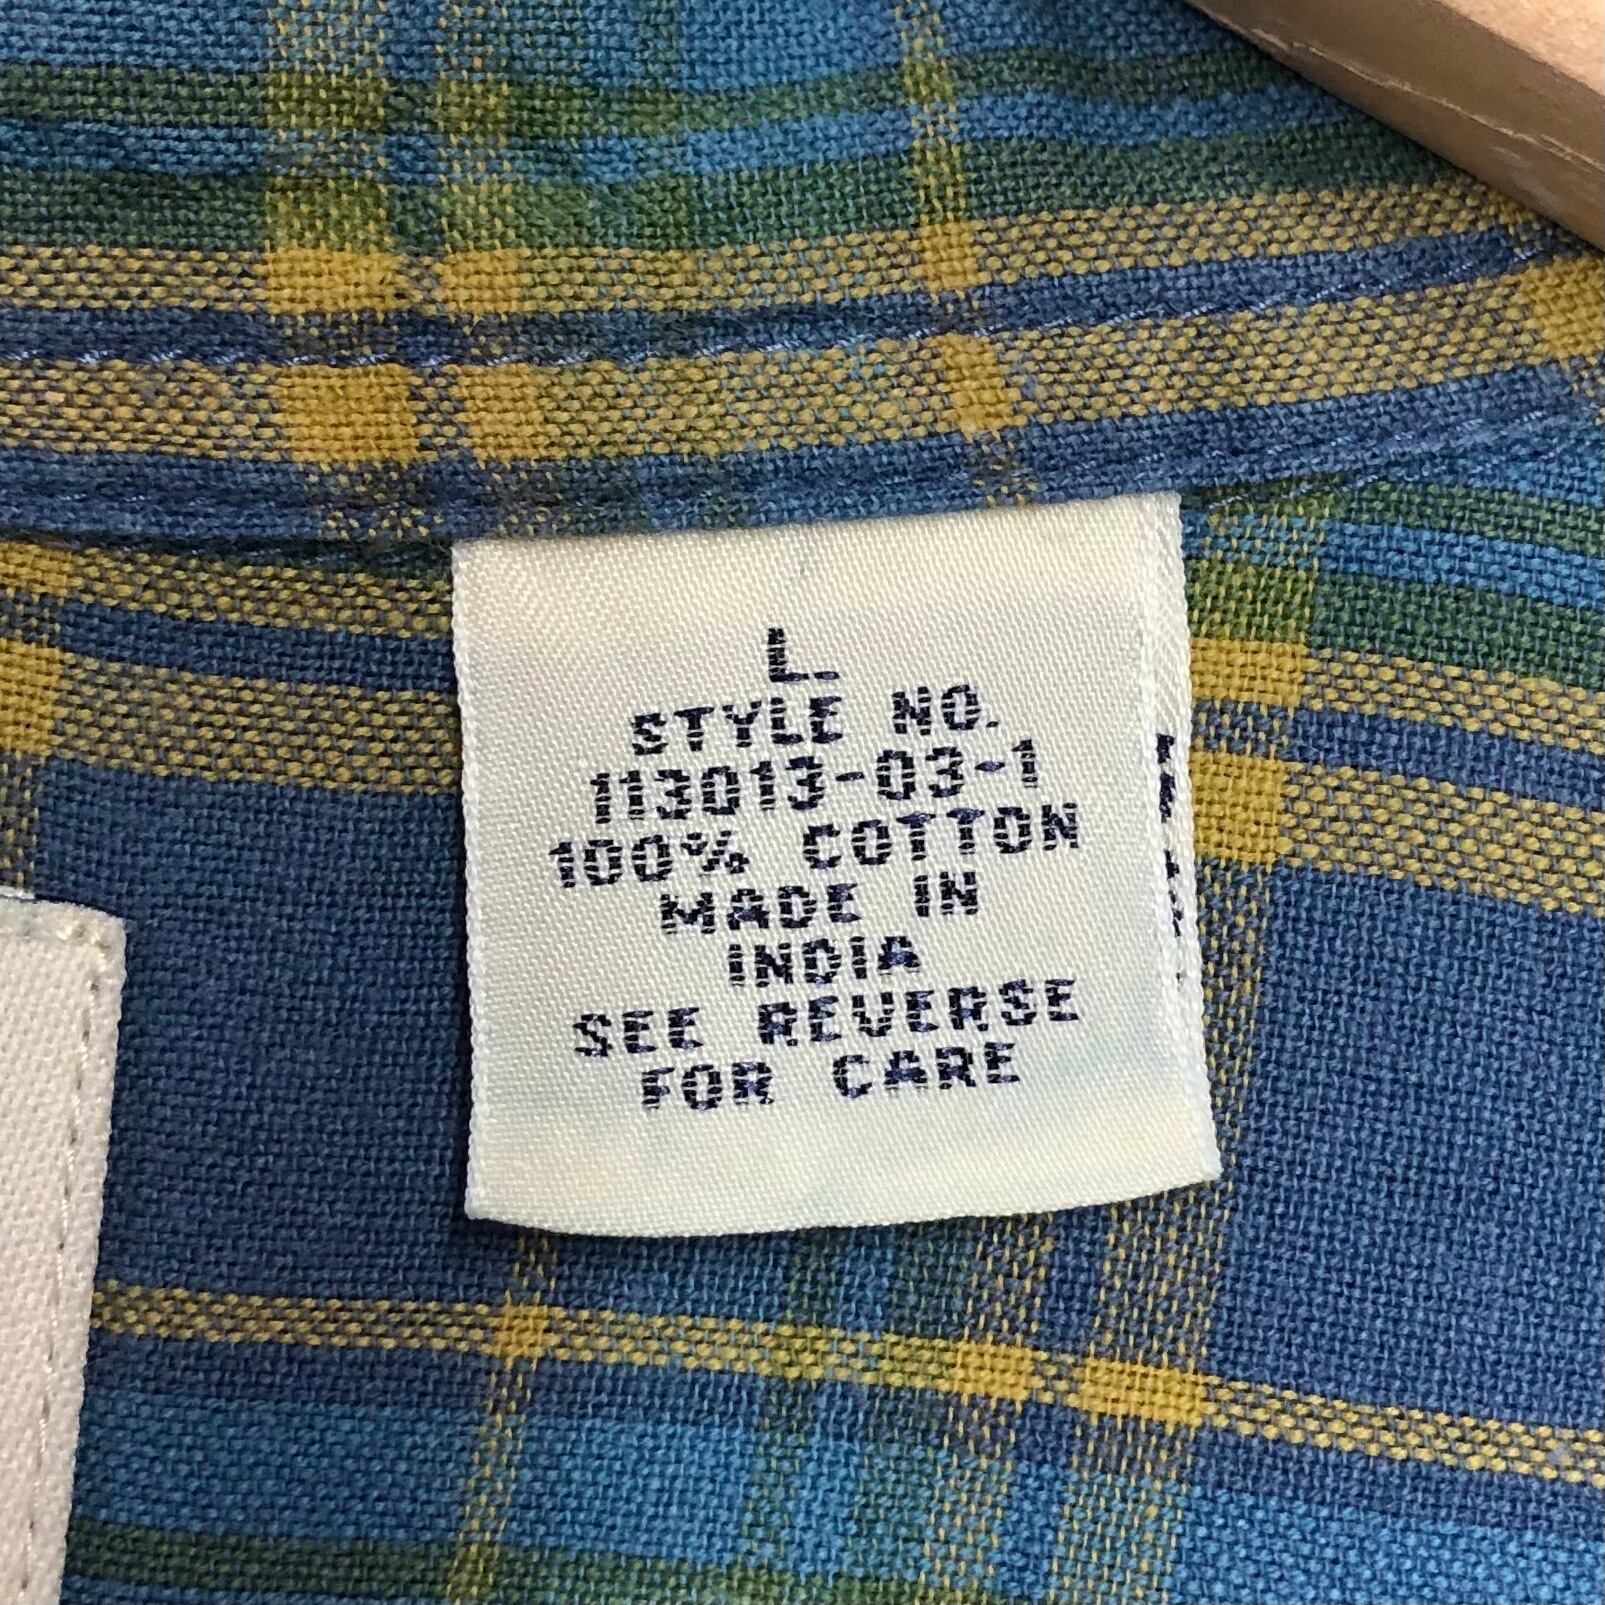 L.
STYLE NO.
113013-03-1
100% COTTON
MADE IN
INDIA
SEE REVERSE
FOR CARE